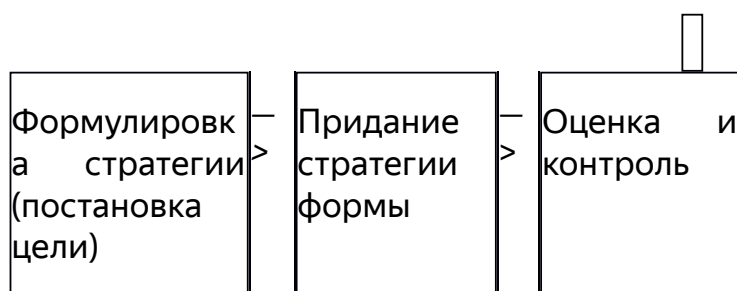 Формулировк
а стратегии
(постановка
цели)
—
>
Придание
стратегии
формы
—
>
Оценка и
контроль